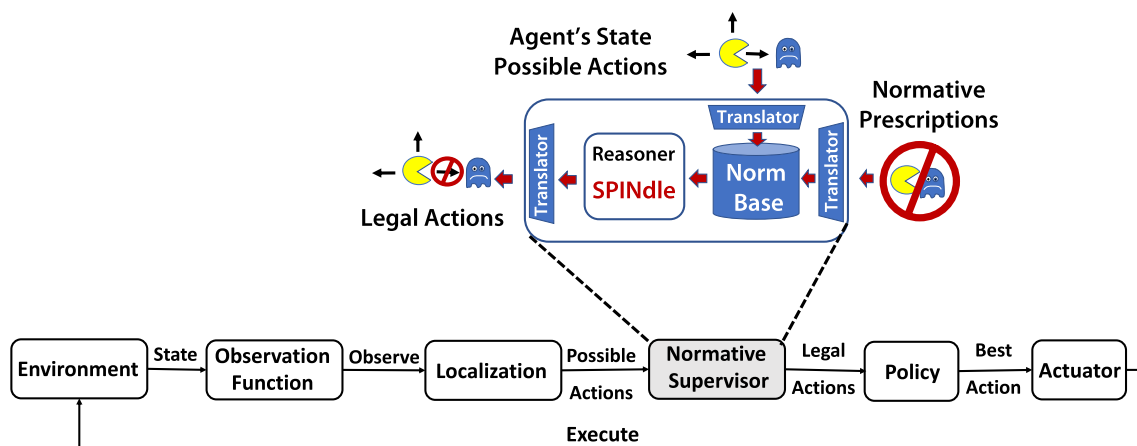 Agent's State
Possible Actions
Normative
Prescriptions
Translator
Translator
Reasoner
SPINdle
Norm
Base
Translator
Legal Actions
Environment
State
Observation
Function
Observe
Localization
Possible
Actions
Normative
Supervisor
Legal
Actions
Policy
Best
Action
Actuator
Execute